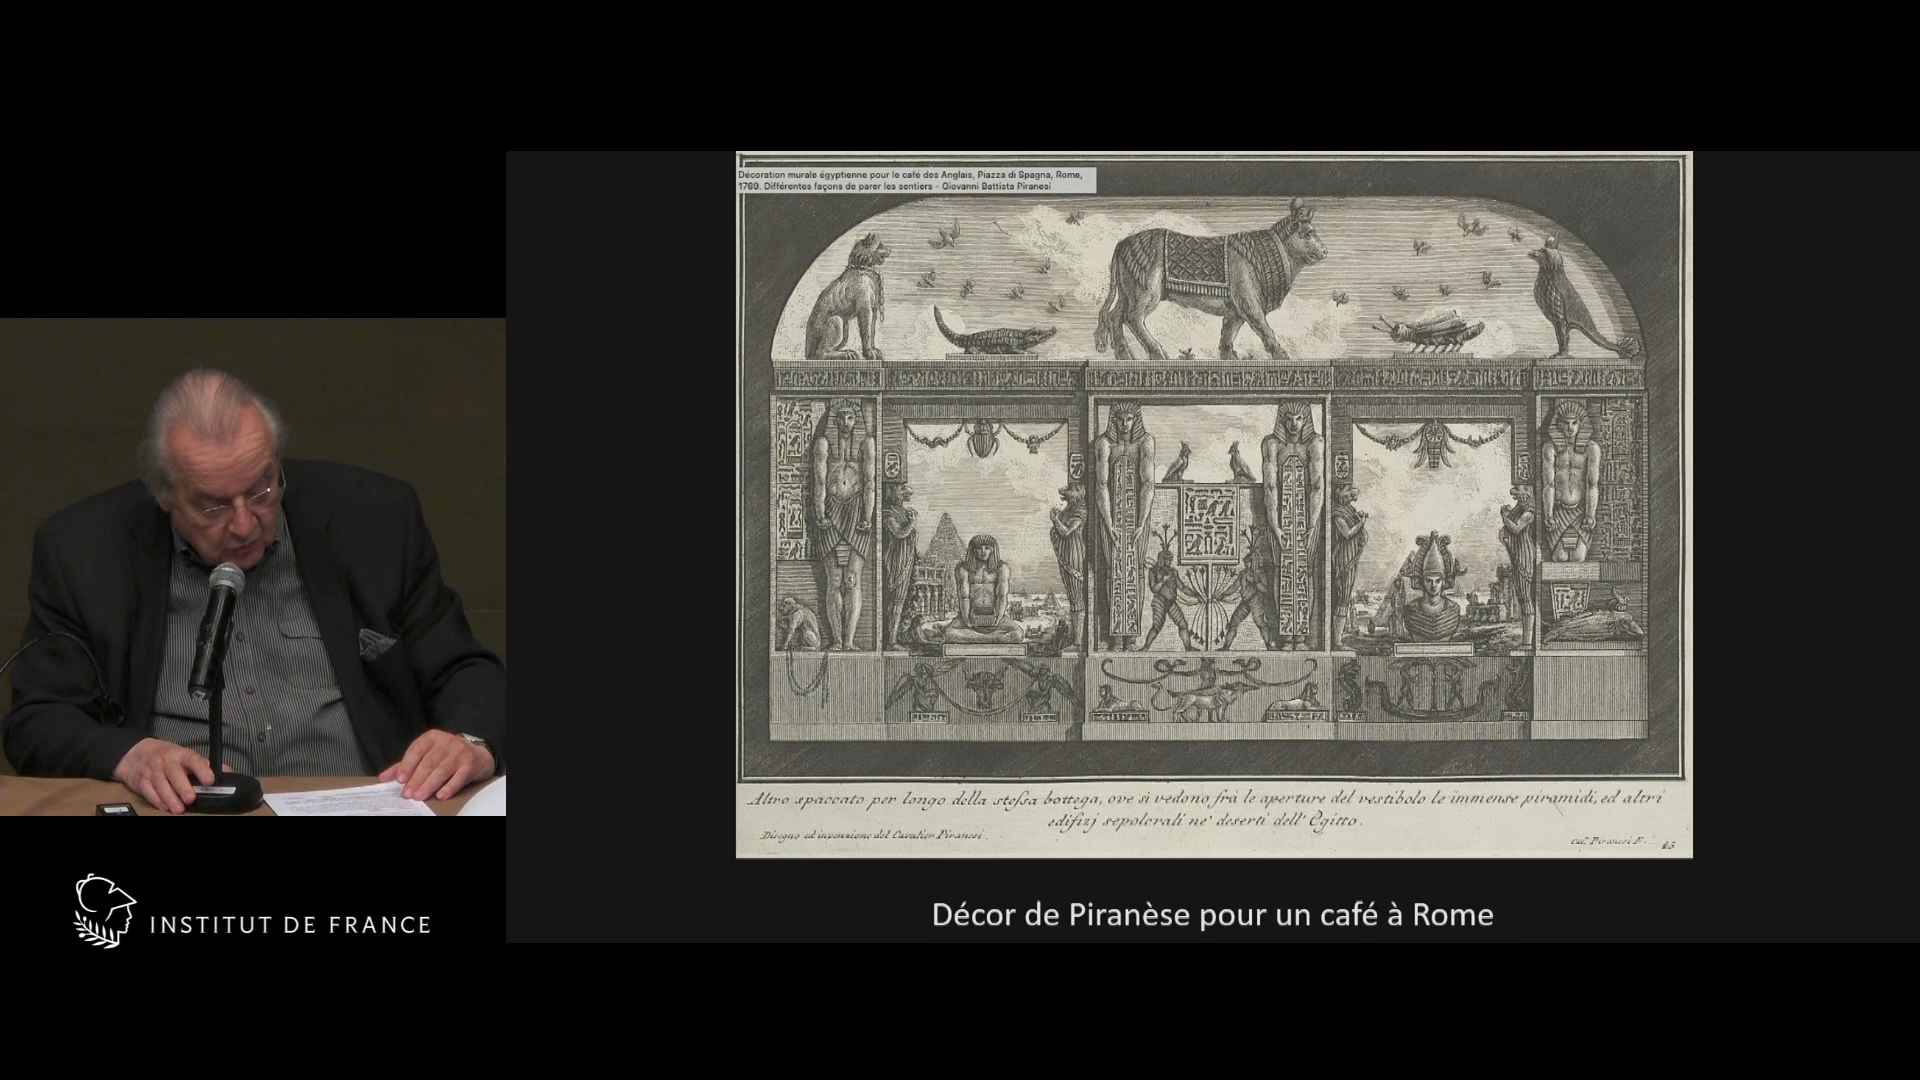 Décoration murale égyptienne pour le café des Anglais, Piazza di Spagna, Rome,
1769. Différentes façons de parer les sentiers - Giovanni Battista Piranesi
Altro spaccato per longo della stessa bottega, ove si vedono frà le aperture del vestibolo le immense piramidi, ed altri
edifizj sepolcrali ne' deserti dell' Egitto.
Disegno ed invenzione del Cavalier Piranesi.
Cav. Piranesi F.
45
Décor de Piranèse pour un café à Rome
INSTITUT DE FRANCE